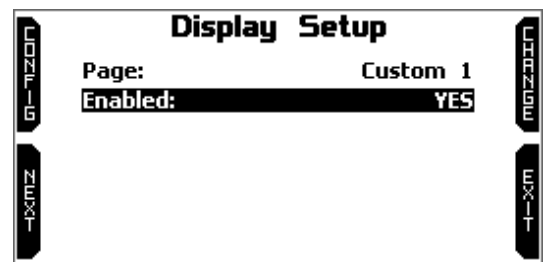 Display Setup
CONFIG
CHANGE
Page: Custom 1
Enabled: YES
NEXT
EXIT